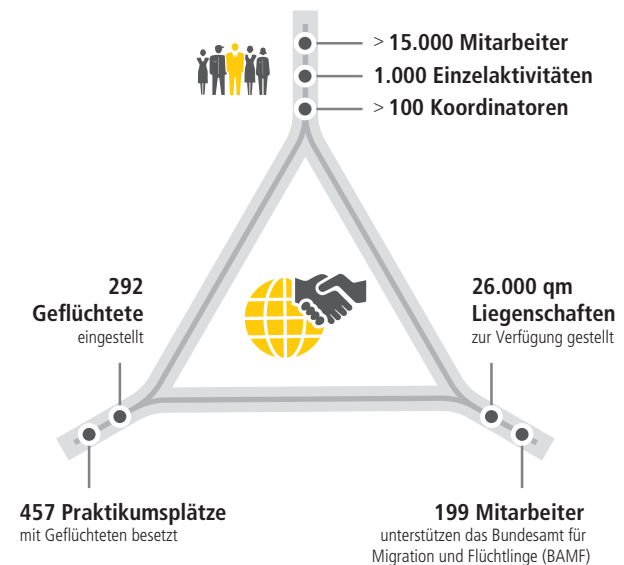 > 15.000 Mitarbeiter
1.000 Einzelaktivitäten
> 100 Koordinatoren
292
Geflüchtete
eingestellt
26.000 qm
Liegenschaften
zur Verfügung gestellt
457 Praktikumsplätze
mit Geflüchteten besetzt
199 Mitarbeiter
unterstützen das Bundesamt für
Migration und Flüchtlinge (BAMF)